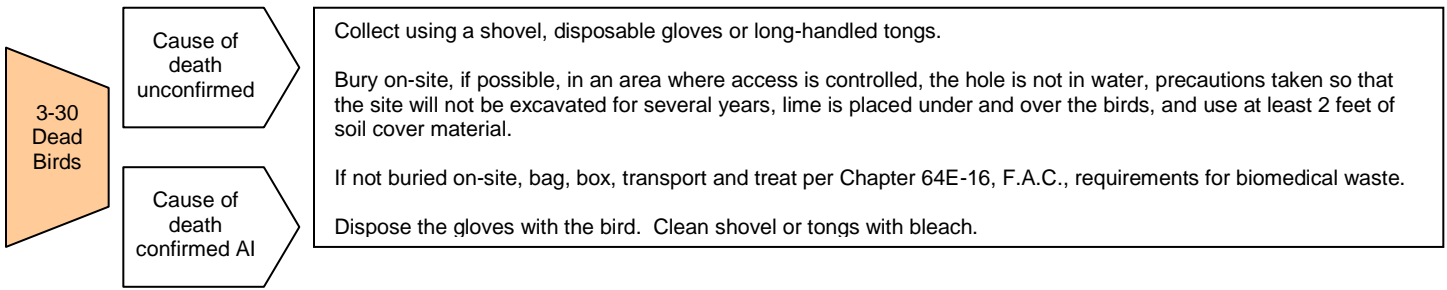 3-30
Dead
Birds
Cause of
death
unconfirmed
Cause of
death
confirmed AI
Collect using a shovel, disposable gloves or long-handled tongs.
Bury on-site, if possible, in an area where access is controlled, the hole is not in water, precautions taken so that
the site will not be excavated for several years, lime is placed under and over the birds, and use at least 2 feet of
soil cover material.
If not buried on-site, bag, box, transport and treat per Chapter 64E-16, F.A.C., requirements for biomedical waste.
Dispose the gloves with the bird.  Clean shovel or tongs with bleach.